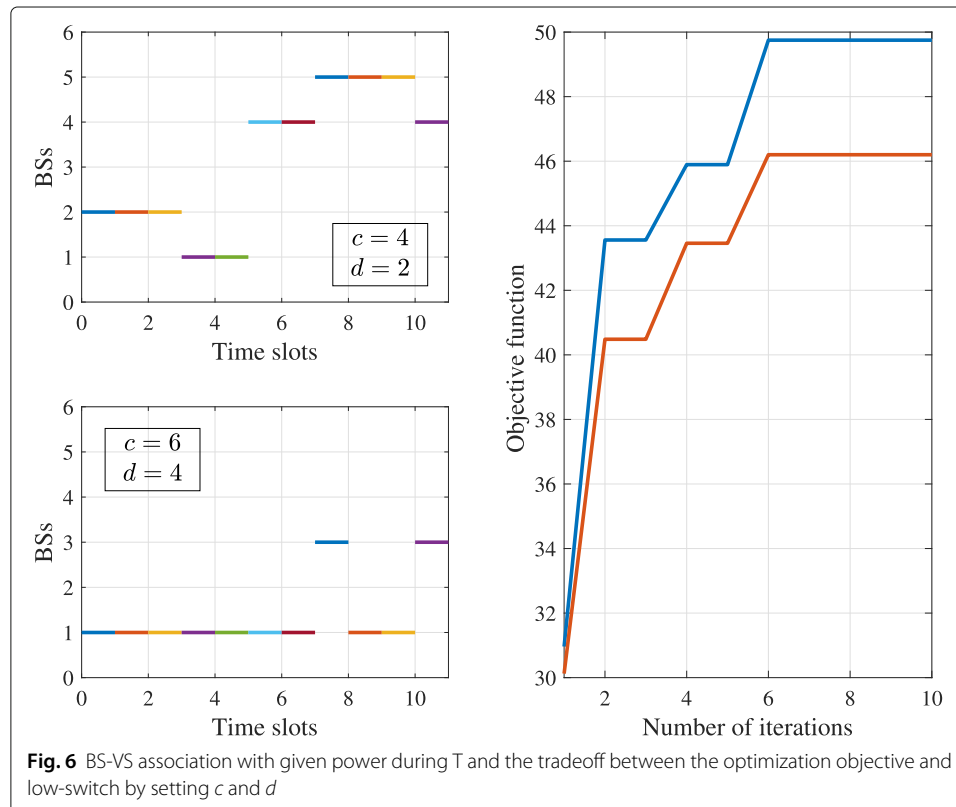 6
5
4
3
2
1
0
BSs
0 2 4 6 8 10
Time slots
c = 4
d = 2
6
5
4
3
2
1
0
BSs
0 2 4 6 8 10
Time slots
c = 6
d = 4
50
48
46
44
42
40
38
36
34
32
30
Objective function
2 4 6 8 10
Number of iterations
Fig. 6 BS-VS association with given power during T and the tradeoff between the optimization objective and
low-switch by setting c and d